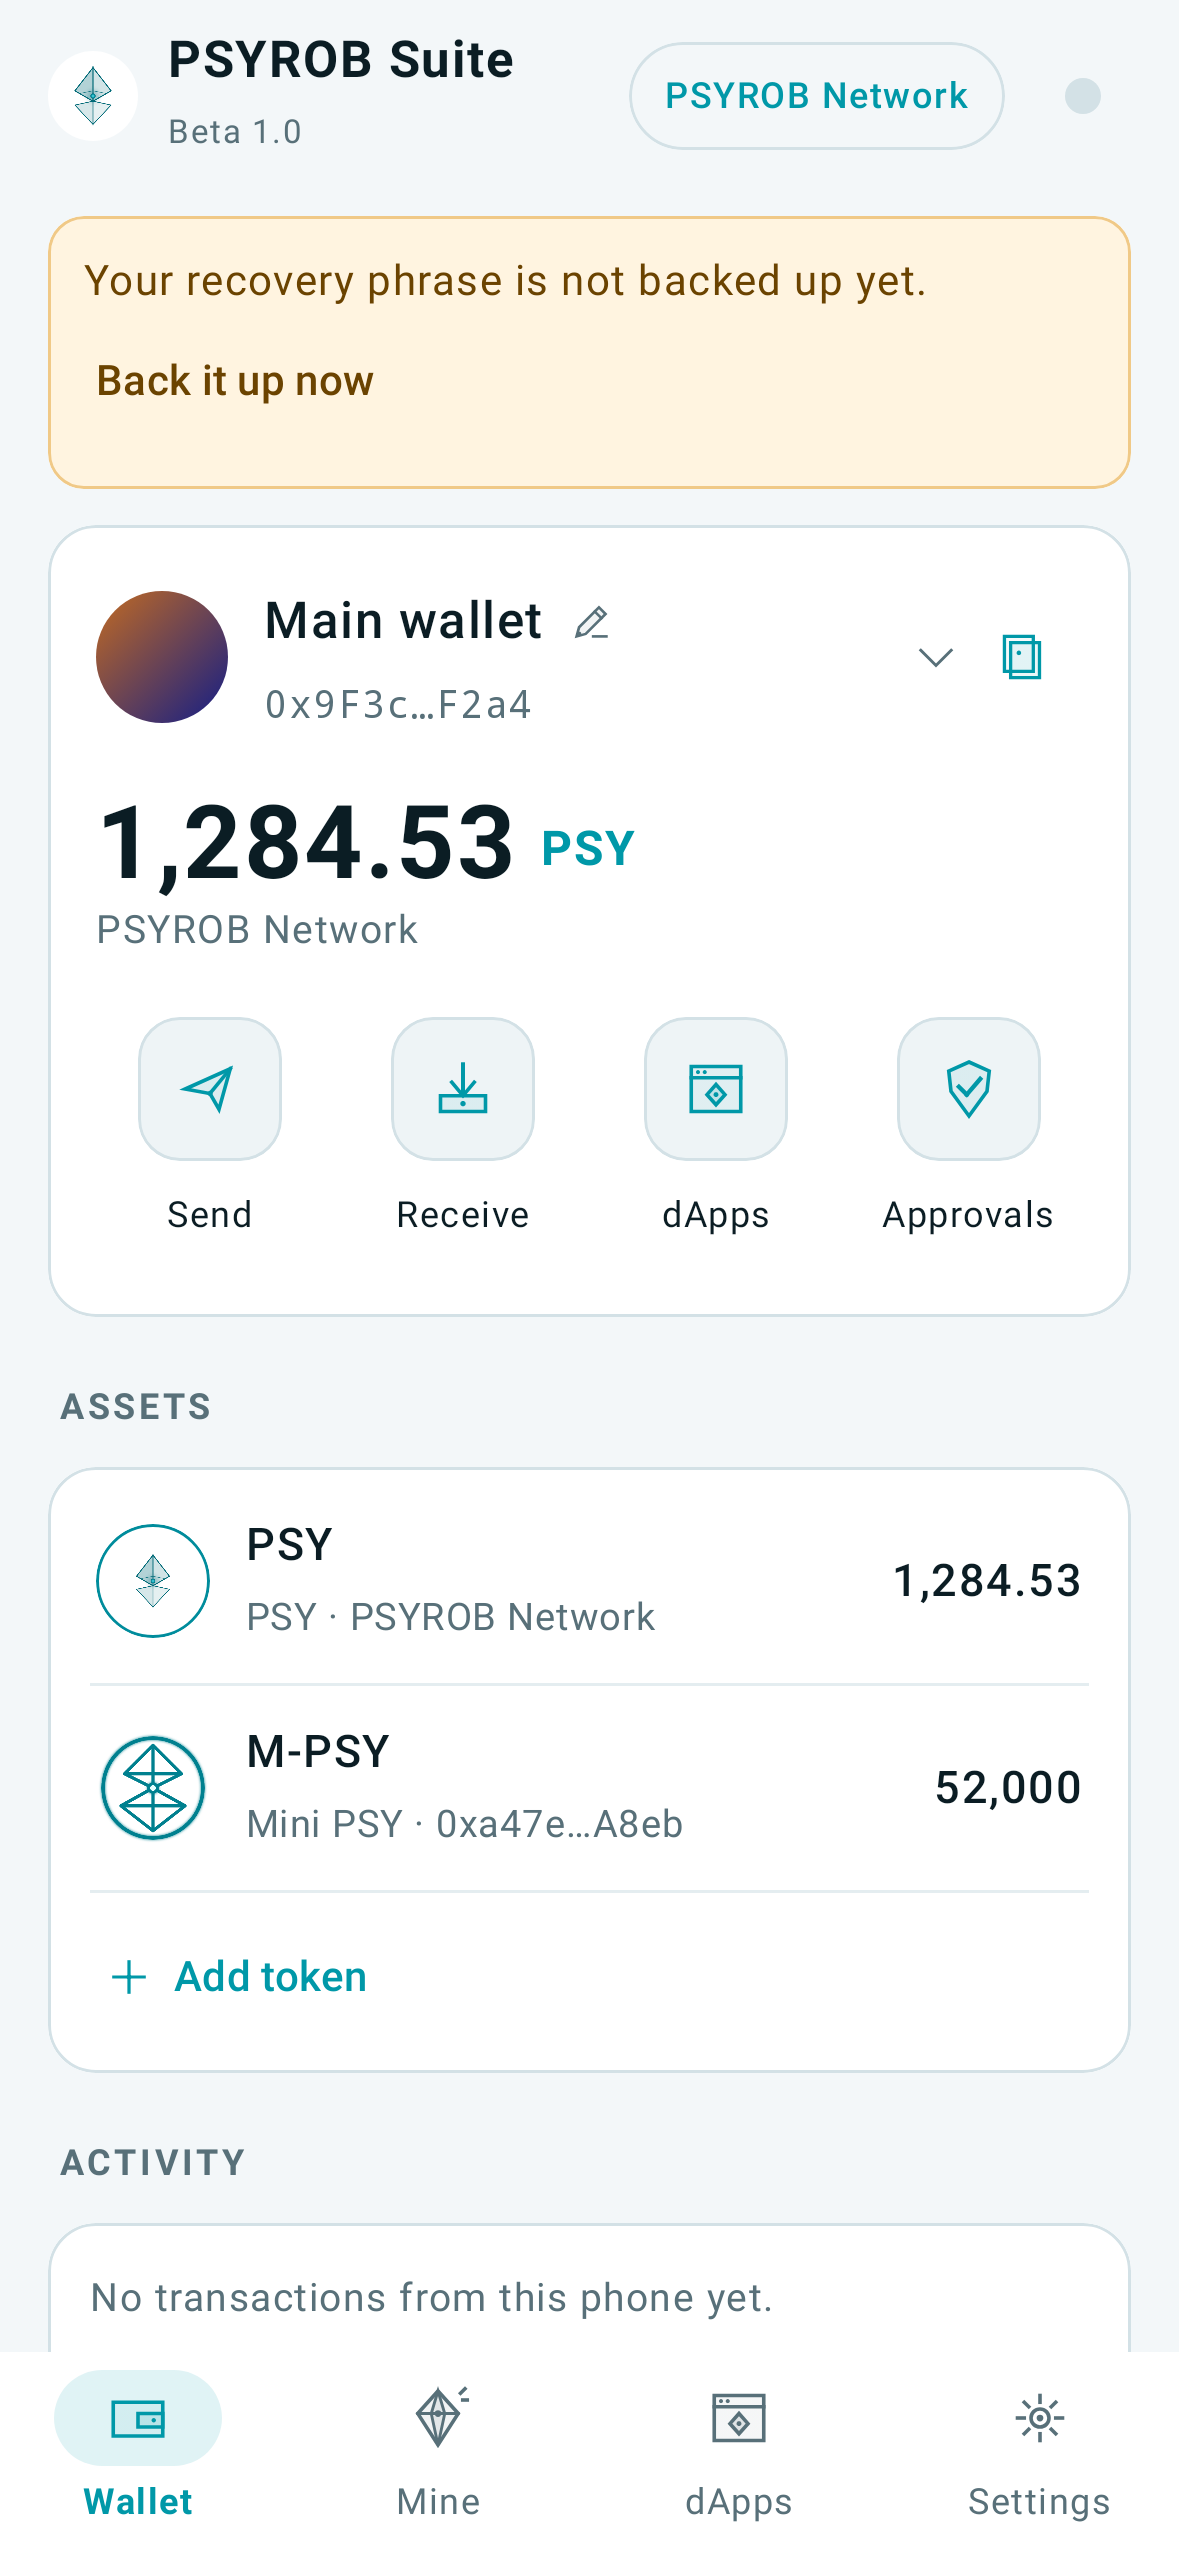 PSYROB Suite
Beta 1.0
PSYROB Network
Your recovery phrase is not backed up yet.
Back it up now
Main wallet
0x9F3c…F2a4
1,284.53 PSY
PSYROB Network
Send
Receive
dApps
Approvals
ASSETS
PSY
PSY · PSYROB Network
1,284.53
M-PSY
Mini PSY · 0xa47e…A8eb
52,000
Add token
ACTIVITY
No transactions from this phone yet.
Wallet
Mine
dApps
Settings